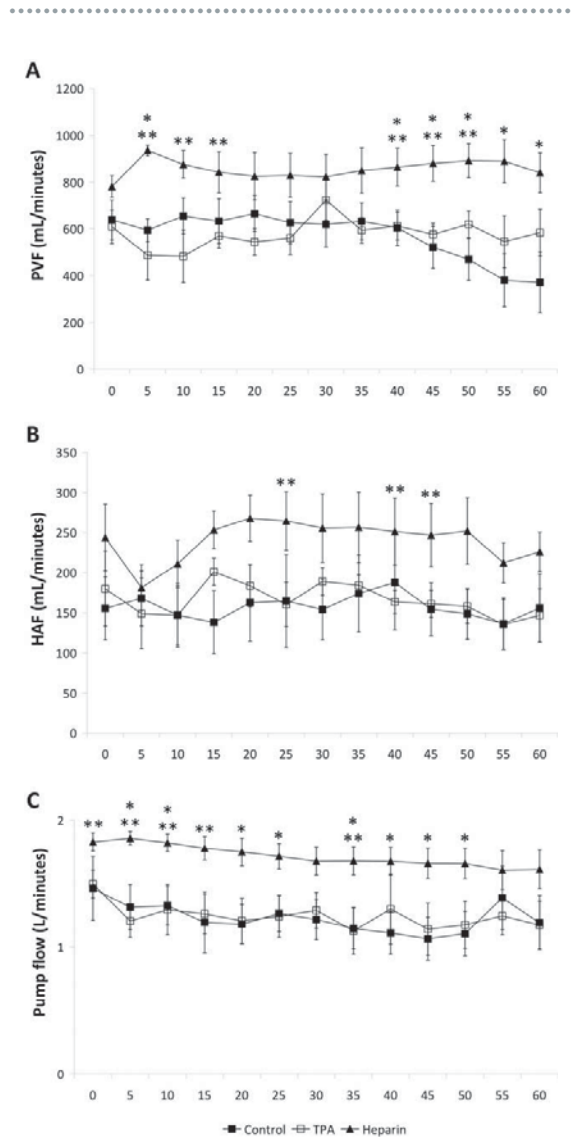 A
PVF (mL/minutes)
1200
1000
800
600
400
200
0
* * * * * *
** ** ** ** ** **
0 5 10 15 20 25 30 35 40 45 50 55 60
B
HAF (mL/minutes)
350
300
250
200
150
100
50
0
** ** **
0 5 10 15 20 25 30 35 40 45 50 55 60
C
Pump flow (L/minutes)
2
1
0
* * *
** ** ** ** * * ** * * *
0 5 10 15 20 25 30 35 40 45 50 55 60
Control TPA Heparin